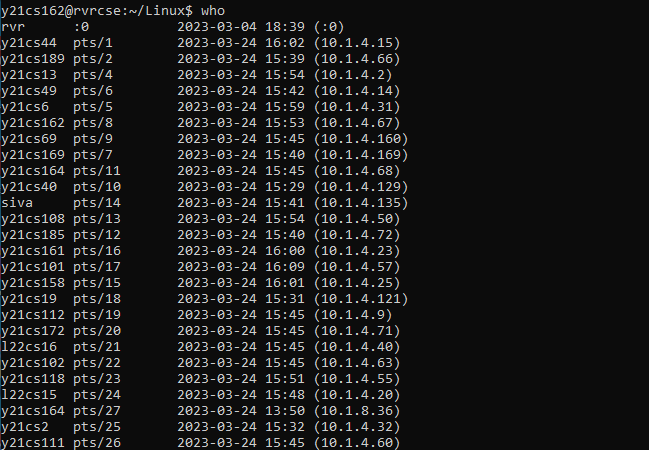 y21cs162@rvrcse:~/Linux$ who
rvr      :0           2023-03-04 18:39 (:0)
y21cs44  pts/1        2023-03-24 16:02 (10.1.4.15)
y21cs189 pts/2        2023-03-24 15:39 (10.1.4.66)
y21cs13  pts/4        2023-03-24 15:54 (10.1.4.2)
y21cs49  pts/6        2023-03-24 15:42 (10.1.4.14)
y21cs6   pts/5        2023-03-24 15:59 (10.1.4.31)
y21cs162 pts/8        2023-03-24 15:53 (10.1.4.67)
y21cs69  pts/9        2023-03-24 15:45 (10.1.4.160)
y21cs169 pts/7        2023-03-24 15:40 (10.1.4.169)
y21cs164 pts/11       2023-03-24 15:45 (10.1.4.68)
y21cs40  pts/10       2023-03-24 15:29 (10.1.4.129)
siva     pts/14       2023-03-24 15:41 (10.1.4.135)
y21cs108 pts/13       2023-03-24 15:54 (10.1.4.50)
y21cs185 pts/12       2023-03-24 15:40 (10.1.4.72)
y21cs161 pts/16       2023-03-24 16:00 (10.1.4.23)
y21cs101 pts/17       2023-03-24 16:09 (10.1.4.57)
y21cs158 pts/15       2023-03-24 16:01 (10.1.4.25)
y21cs19  pts/18       2023-03-24 15:31 (10.1.4.121)
y21cs112 pts/19       2023-03-24 15:45 (10.1.4.9)
y21cs172 pts/20       2023-03-24 15:45 (10.1.4.71)
l22cs16  pts/21       2023-03-24 15:45 (10.1.4.40)
y21cs102 pts/22       2023-03-24 15:45 (10.1.4.63)
y21cs118 pts/23       2023-03-24 15:51 (10.1.4.55)
l22cs15  pts/24       2023-03-24 15:48 (10.1.4.20)
y21cs164 pts/27       2023-03-24 13:50 (10.1.8.36)
y21cs2   pts/25       2023-03-24 15:32 (10.1.4.32)
y21cs111 pts/26       2023-03-24 15:45 (10.1.4.60)